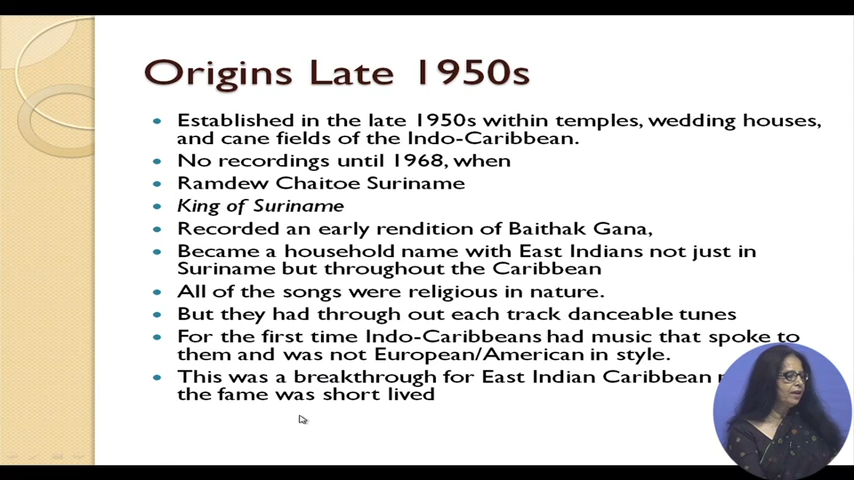 Origins Late 1950s
Established in the late 1950s within temples, wedding houses,
and cane fields of the Indo-Caribbean.
No recordings until 1968, when
Ramdew Chaitoe Suriname
King of Suriname
Recorded an early rendition of Baithak Gana,
Became a household name with East Indians not just in
Suriname but throughout the Caribbean
All of the songs were religious in nature.
But they had through out each track danceable tunes
For the first time Indo-Caribbeans had music that spoke to
them and was not European/American in style.
This was a breakthrough for East Indian Caribbean
the fame was short lived